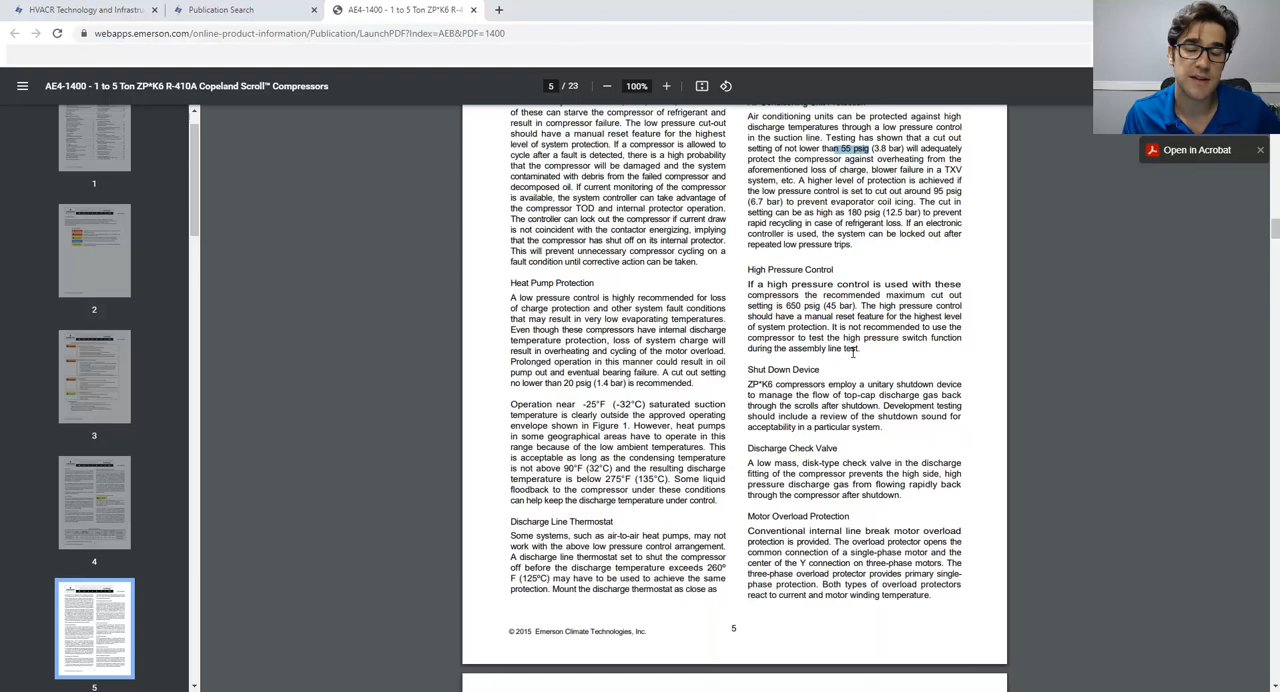 HVACR Technology and Infrastru
Publication Search
AE4-1400 - 1 to 5 Ton ZP*K6 R-4
webapps.emerson.com/online-product-information/Publication/LaunchPDF?Index=AEB&PDF=1400
AE4-1400 - 1 to 5 Ton ZP*K6 R-410A Copeland Scroll™ Compressors
5 / 23
100%
Open in Acrobat
1
2
3
4
5
of these can starve the compressor of refrigerant and
result in compressor failure. The low pressure cut-out
should have a manual reset feature for the highest
level of system protection. If a compressor is allowed to
cycle after a fault is detected, there is a high probability
that the compressor will be damaged and the system
contaminated with debris from the failed compressor and
decomposed oil. If current monitoring of the compressor
is available, the system controller can take advantage of
the compressor TOD and internal protector operation.
The controller can lock out the compressor if current draw
is not coincident with the contactor energizing, implying
that the compressor has shut off on its internal protector.
This will prevent unnecessary compressor cycling on a
fault condition until corrective action can be taken.
Heat Pump Protection
A low pressure control is highly recommended for loss
of charge protection and other system fault conditions
that may result in very low evaporating temperatures.
Even though these compressors have internal discharge
temperature protection, loss of system charge will
result in overheating and cycling of the motor overload.
Prolonged operation in this manner could result in oil
pump out and eventual bearing failure. A cut out setting
no lower than 20 psig (1.4 bar) is recommended.
Operation near -25°F (-32°C) saturated suction
temperature is clearly outside the approved operating
envelope shown in Figure 1. However, heat pumps
in some geographical areas have to operate in this
range because of the low ambient temperatures. This
is acceptable as long as the condensing temperature
is not above 90°F (32°C) and the resulting discharge
temperature is below 275°F (135°C). Some liquid
floodback to the compressor under these conditions
can help keep the discharge temperature under control.
Discharge Line Thermostat
Some systems, such as air-to-air heat pumps, may not
work with the above low pressure control arrangement.
A discharge line thermostat set to shut the compressor
off before the discharge temperature exceeds 260º
F (125ºC) may have to be used to achieve the same
protection. Mount the discharge thermostat as close as
Air Conditioning Unit Protection
Air conditioning units can be protected against high
discharge temperatures through a low pressure control
in the suction line. Testing has shown that a cut out
setting of not lower than 55 psig (3.8 bar) will adequately
protect the compressor against overheating from the
aforementioned loss of charge, blower failure in a TXV
system, etc. A higher level of protection is achieved if
the low pressure control is set to cut out around 95 psig
(6.7 bar) to prevent evaporator coil icing. The cut in
setting can be as high as 180 psig (12.5 bar) to prevent
rapid recycling in case of refrigerant loss. If an electronic
controller is used, the system can be locked out after
repeated low pressure trips.
High Pressure Control
If a high pressure control is used with these
compressors the recommended maximum cut out
setting is 650 psig (45 bar). The high pressure control
should have a manual reset feature for the highest level
of system protection. It is not recommended to use the
compressor to test the high pressure switch function
during the assembly line test.
Shut Down Device
ZP*K6 compressors employ a unitary shutdown device
to manage the flow of top-cap discharge gas back
through the scrolls after shutdown. Development testing
should include a review of the shutdown sound for
acceptability in a particular system.
Discharge Check Valve
A low mass, disk-type check valve in the discharge
fitting of the compressor prevents the high side, high
pressure discharge gas from flowing rapidly back
through the compressor after shutdown.
Motor Overload Protection
Conventional internal line break motor overload
protection is provided. The overload protector opens the
common connection of a single-phase motor and the
center of the Y connection on three-phase motors. The
three-phase overload protector provides primary single-
phase protection. Both types of overload protectors
react to current and motor winding temperature.
© 2015 Emerson Climate Technologies, Inc.
5